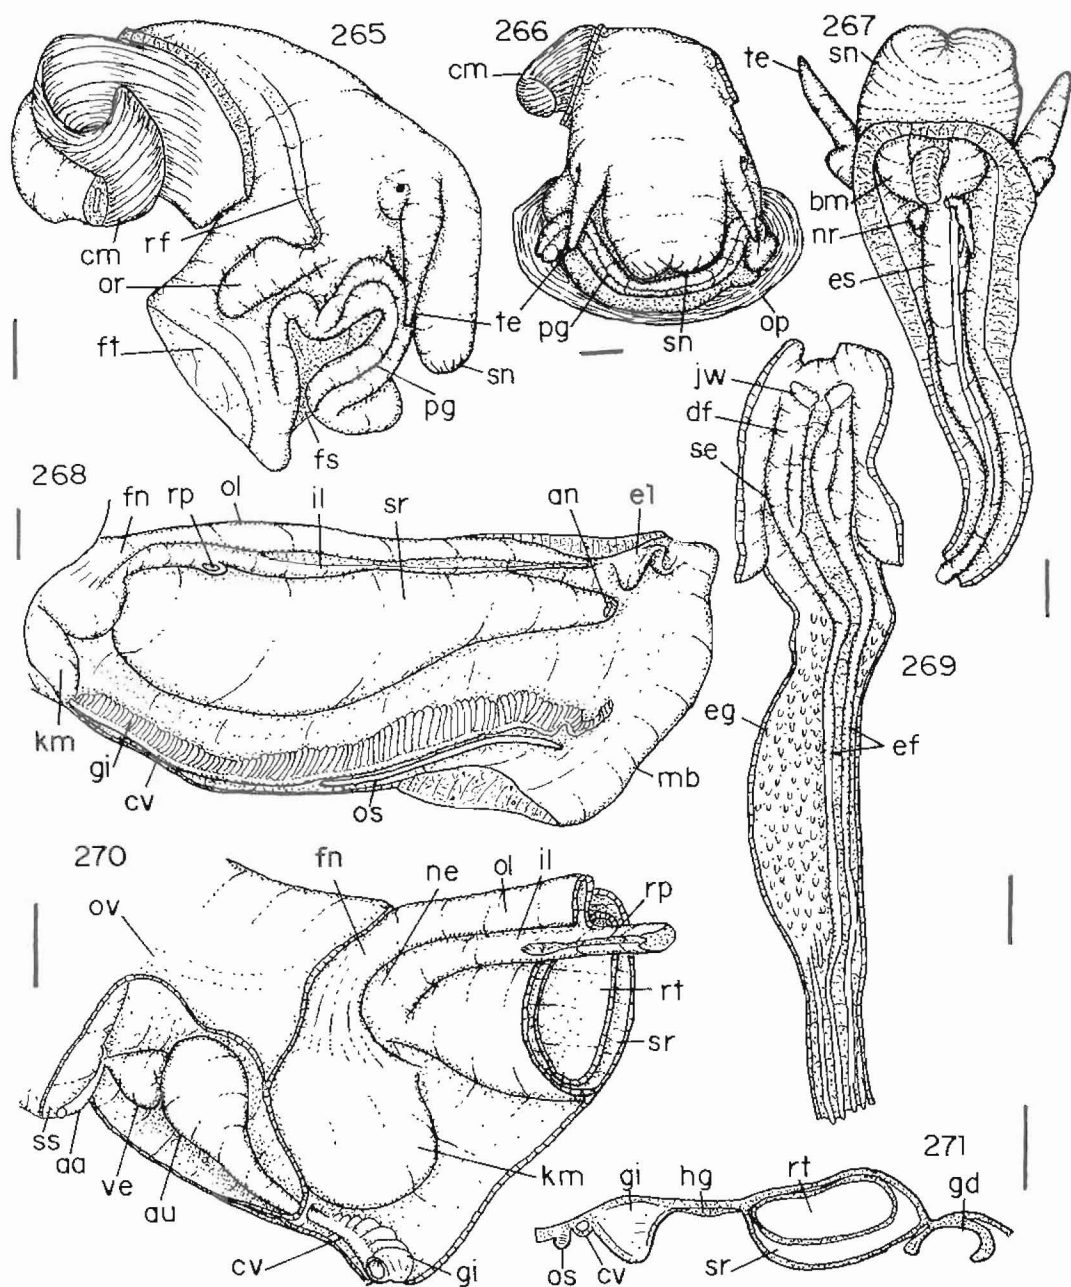 265
cm
rf
or
ft
fs
pg
te
sn
266
cm
te
pg
sn
op
267
te
sn
bm
nr
es
268
fn
rp
ol
il
sr
an
el
km
gi
cv
os
mb
269
jw
df
se
eg
ef
270
ov
fn
ne
ol
il
rp
rt
sr
ss
aa
ve
au
cv
gi
km
271
gi
hg
rt
gd
os
cv
sr